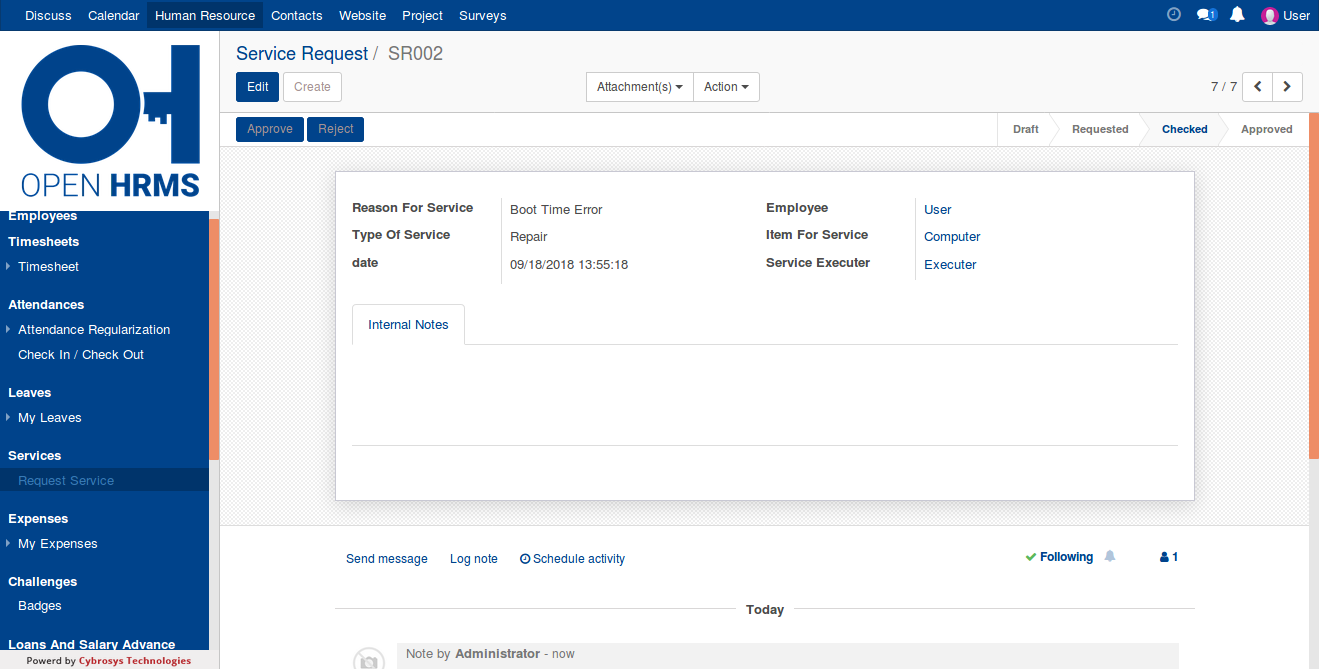 Discuss Calendar Human Resource Contacts Website Project Surveys 1 User
OPEN HRMS
Employees
Timesheets
Timesheet
Attendances
Attendance Regularization
Check In / Check Out
Leaves
My Leaves
Services
Request Service
Expenses
My Expenses
Challenges
Badges
Loans And Salary Advance
Powerd by Cybrosys Technologies
Service Request / SR002
Edit Create Attachment(s) Action 7 / 7
Approve Reject Draft Requested Checked Approved
Reason For Service Boot Time Error Employee User
Type Of Service Repair Item For Service Computer
date 09/18/2018 13:55:18 Service Executer Executer
Internal Notes
Send message Log note Schedule activity Following 1
Today
Note by Administrator - now